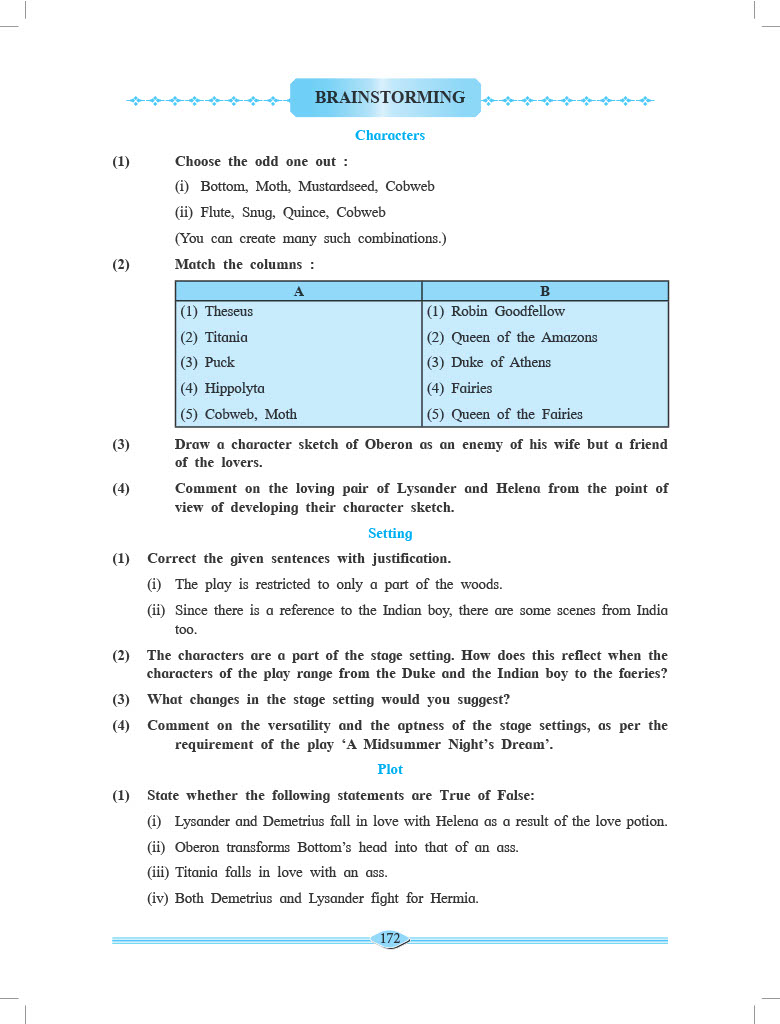 BRAINSTORMING
Characters
(1) Choose the odd one out :
(i) Bottom, Moth, Mustardseed, Cobweb
(ii) Flute, Snug, Quince, Cobweb
(You can create many such combinations.)
(2) Match the columns :
A B
(1) Theseus (1) Robin Goodfellow
(2) Titania (2) Queen of the Amazons
(3) Puck (3) Duke of Athens
(4) Hippolyta (4) Fairies
(5) Cobweb, Moth (5) Queen of the Fairies
(3) Draw a character sketch of Oberon as an enemy of his wife but a friend
of the lovers.
(4) Comment on the loving pair of Lysander and Helena from the point of
view of developing their character sketch.
Setting
(1) Correct the given sentences with justification.
(i) The play is restricted to only a part of the woods.
(ii) Since there is a reference to the Indian boy, there are some scenes from India
too.
(2) The characters are a part of the stage setting. How does this reflect when the
characters of the play range from the Duke and the Indian boy to the faeries?
(3) What changes in the stage setting would you suggest?
(4) Comment on the versatility and the aptness of the stage settings, as per the
requirement of the play ‘A Midsummer Night’s Dream’.
Plot
(1) State whether the following statements are True of False:
(i) Lysander and Demetrius fall in love with Helena as a result of the love potion.
(ii) Oberon transforms Bottom’s head into that of an ass.
(iii) Titania falls in love with an ass.
(iv) Both Demetrius and Lysander fight for Hermia.
172